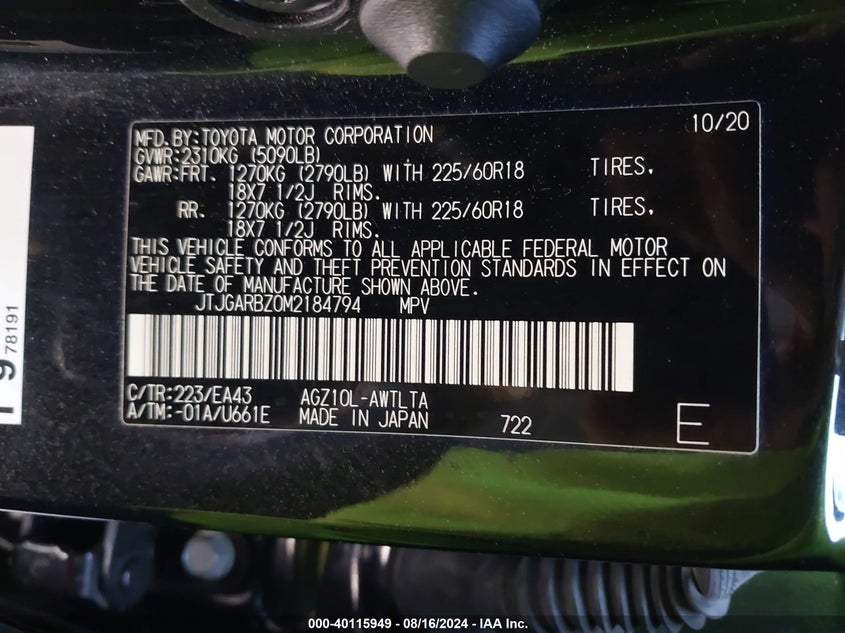 MFD.BY:TOYOTA MOTOR CORPORATION 10/20
GVWR:2310KG (5090LB)
GAWR:FRT. 1270KG (2790LB) WITH 225/60R18 TIRES,
18X7 1/2J RIMS.
RR. 1270KG (2790LB) WITH 225/60R18 TIRES,
18X7 1/2J RIMS.
THIS VEHICLE CONFORMS TO ALL APPLICABLE FEDERAL MOTOR
VEHICLE SAFETY AND THEFT PREVENTION STANDARDS IN EFFECT ON
THE DATE OF MANUFACTURE SHOWN ABOVE.
JTJGARBZ0M2184794 MPV
C/TR:223/EA43 AGZ10L-AWTLTA
A/TM:-01A/U661E MADE IN JAPAN 722 E
78191
000-40115949 - 08/16/2024 - IAA Inc.